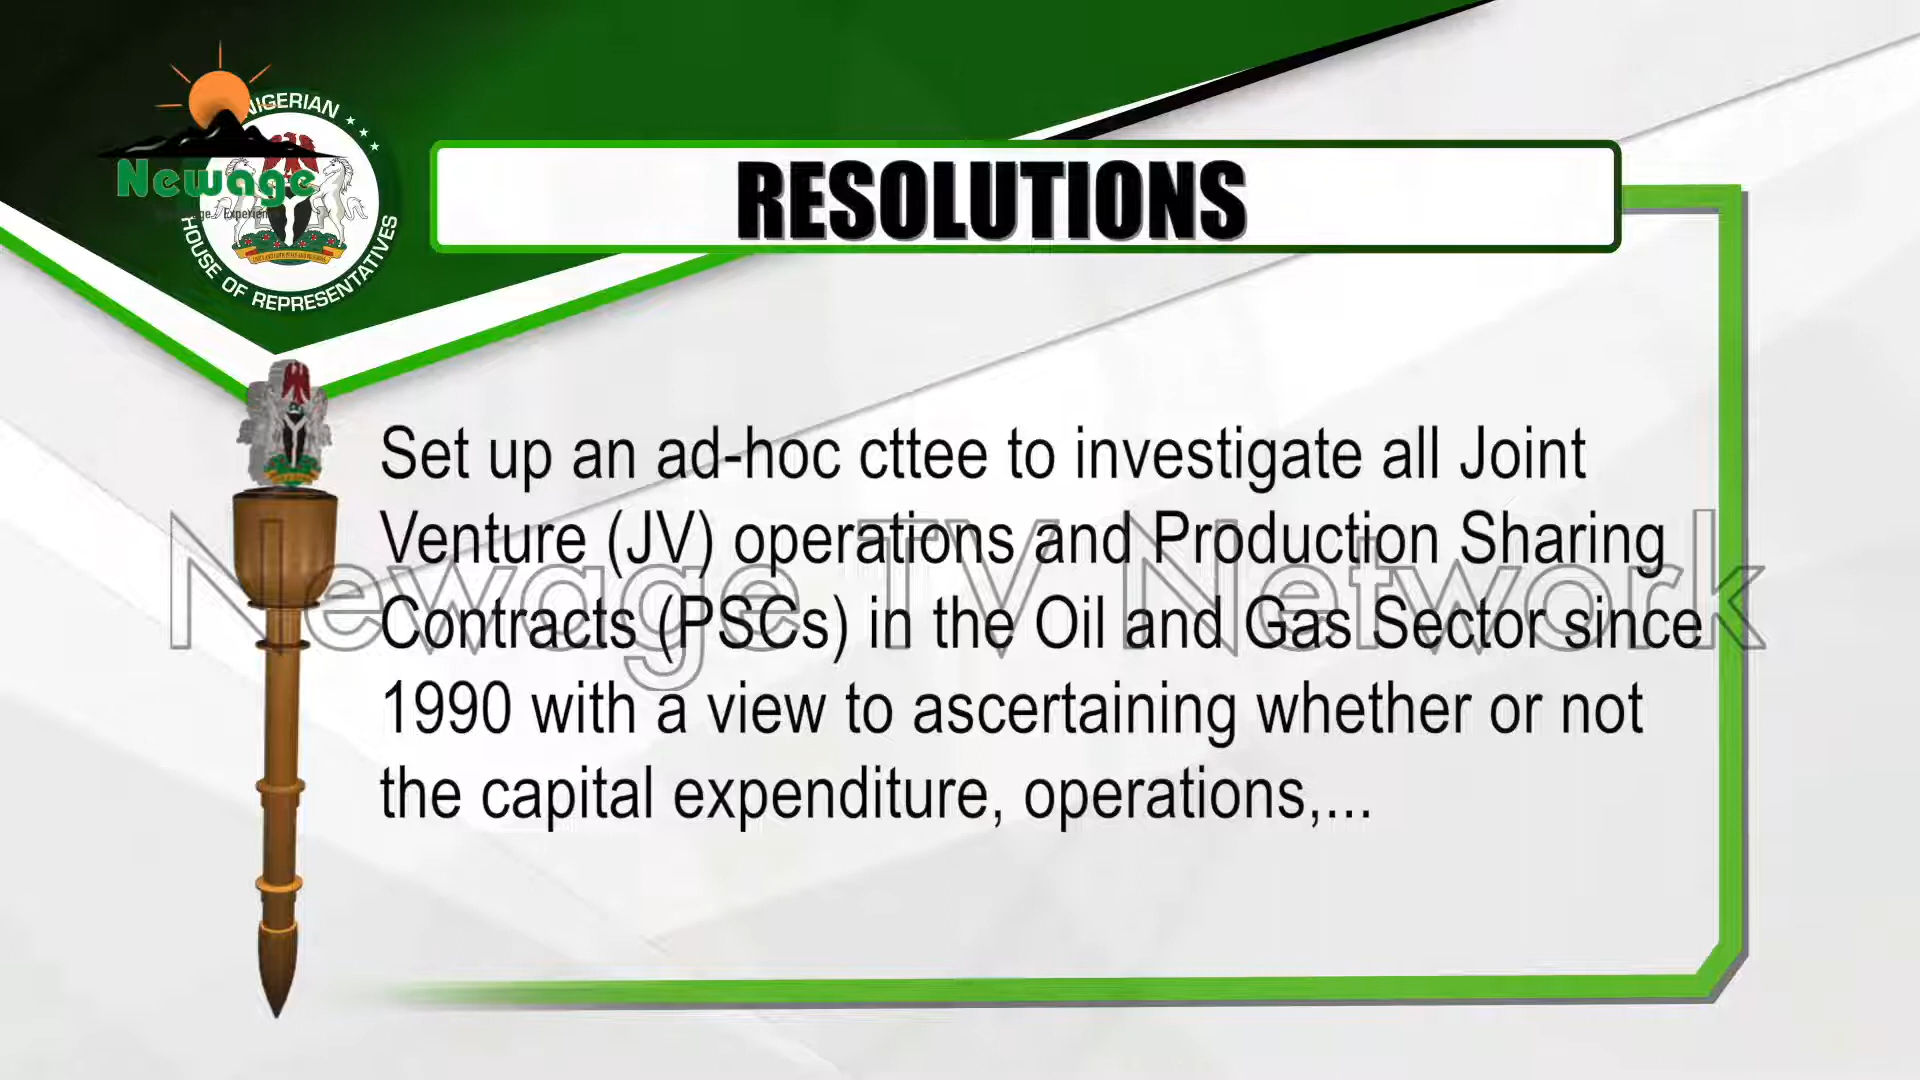 NIGERIAN
HOUSE OF REPRESENTATIVES
Newage
RESOLUTIONS
Set up an ad-hoc cttee to investigate all Joint
Venture (JV) operations and Production Sharing
Contracts (PSCs) in the Oil and Gas Sector since
1990 with a view to ascertaining whether or not
the capital expenditure, operations,...
Newage TV Network